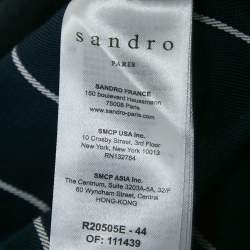 sandro
PARIS
SANDRO FRANCE
150 boulevard Haussmann
75008 Paris
www.sandro-paris.com
SMCP USA Inc.
10 Crosby Street, 3rd Floor
New York, New York 10013
RN132784
SMCP ASIA Inc.
The Centrium, Suite 3203A-5A, 32/F
60 Wyndham Street, Central
HONG-KONG
R20505E - 44
OF: 111439